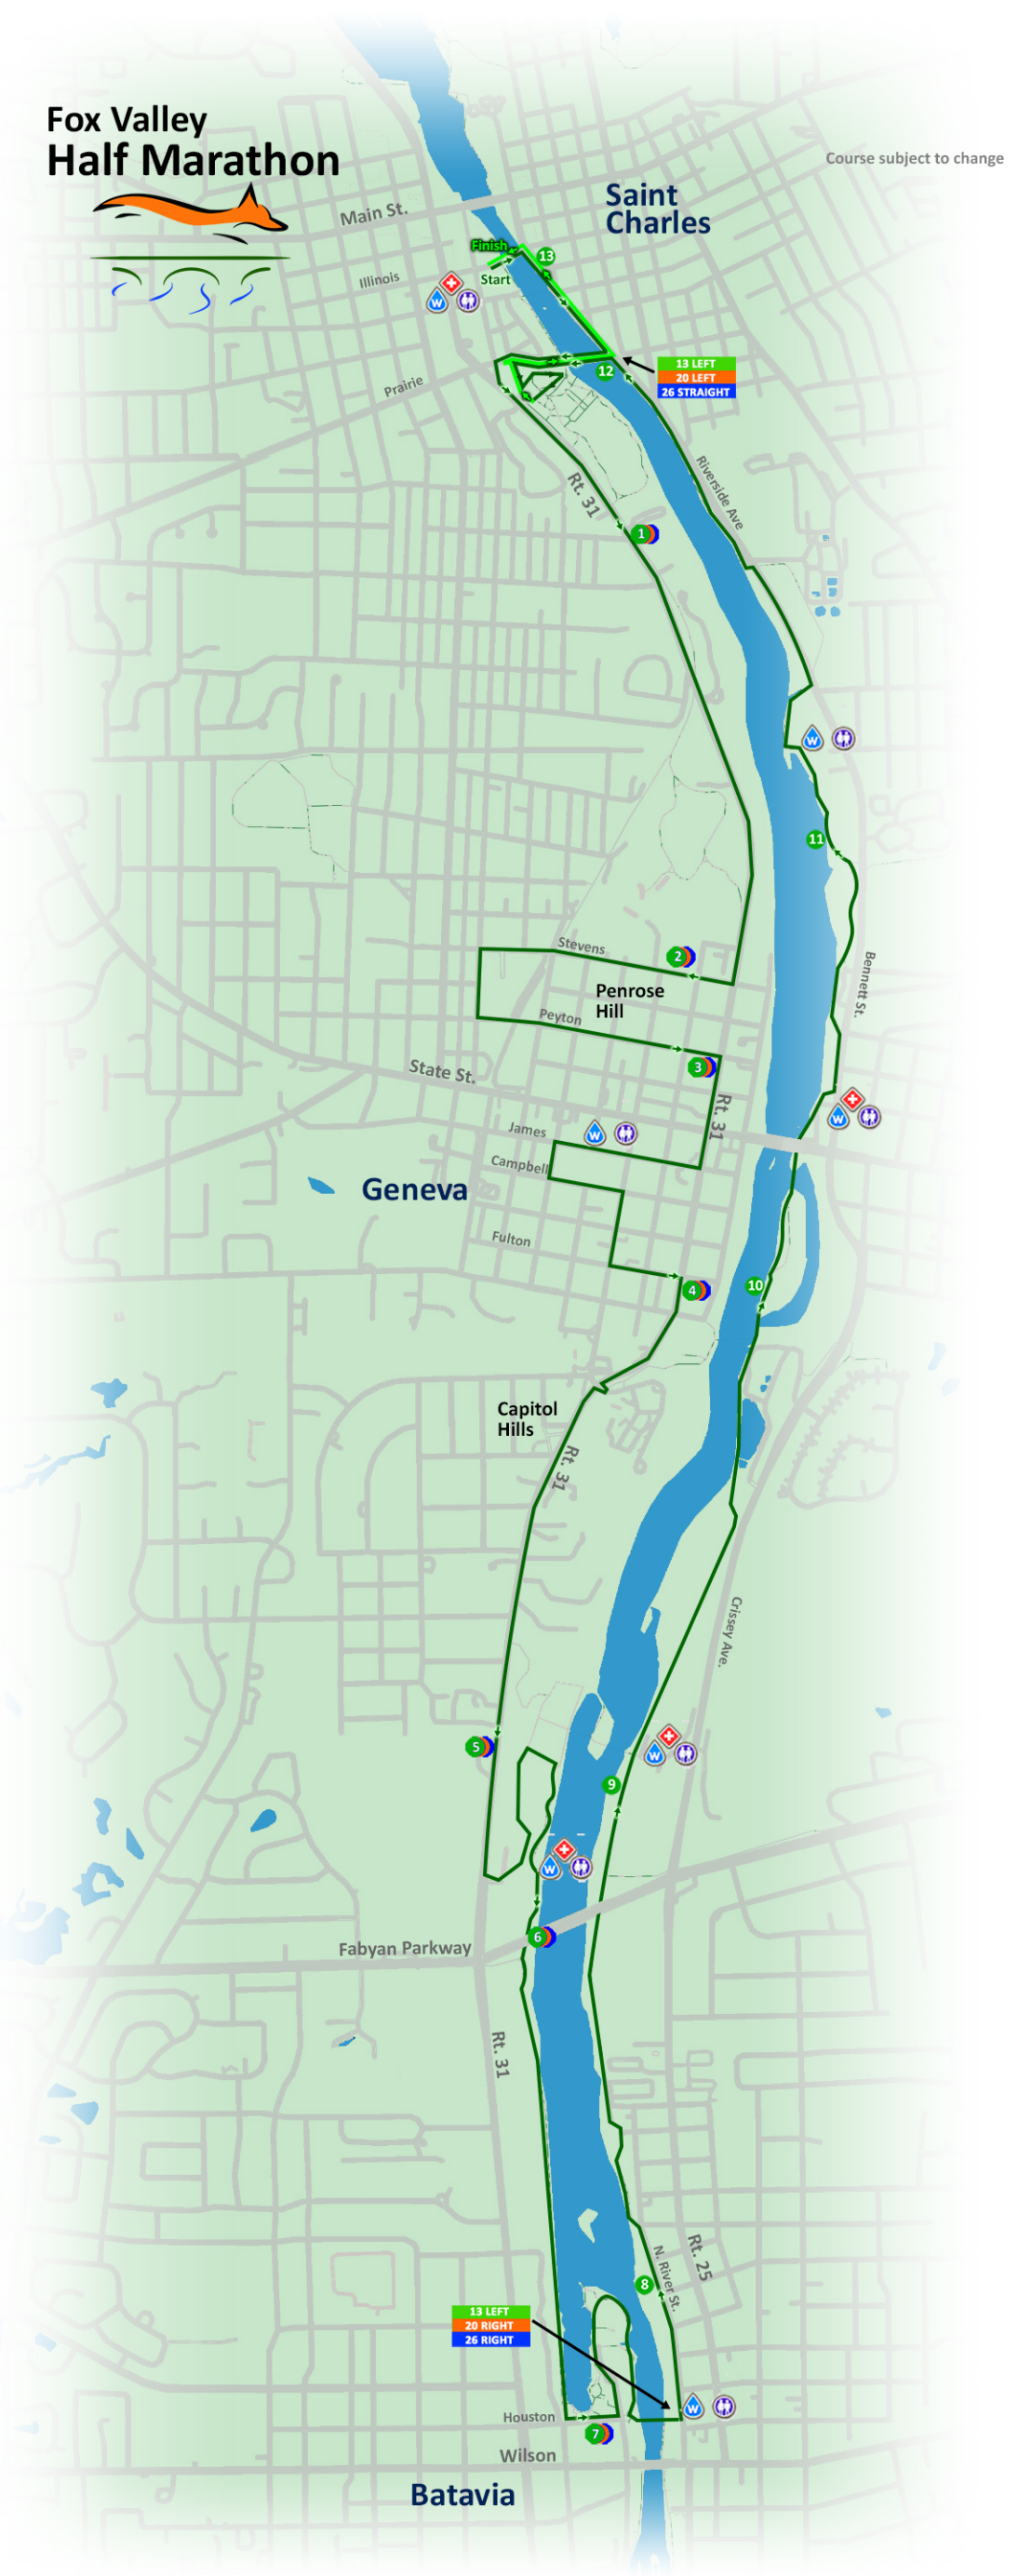 Fox Valley
Half Marathon
Course subject to change
Saint
Charles
Main St.
Finish
13
Start
Illinois
W
12
13 LEFT
20 LEFT
26 STRAIGHT
Prairie
Rt. 31
Riverside Ave
1
W
11
Stevens
2
Bennett St.
Penrose
Hill
Peyton
3
State St.
Rt. 31
W
James
W
Campbell
Geneva
Fulton
10
4
Capitol
Hills
Rt. 31
Crissey Ave.
5
W
9
W
6
Fabyan Parkway
Rt. 31
Rt. 25
N. River St.
8
13 LEFT
20 RIGHT
26 RIGHT
W
Houston
7
Wilson
Batavia